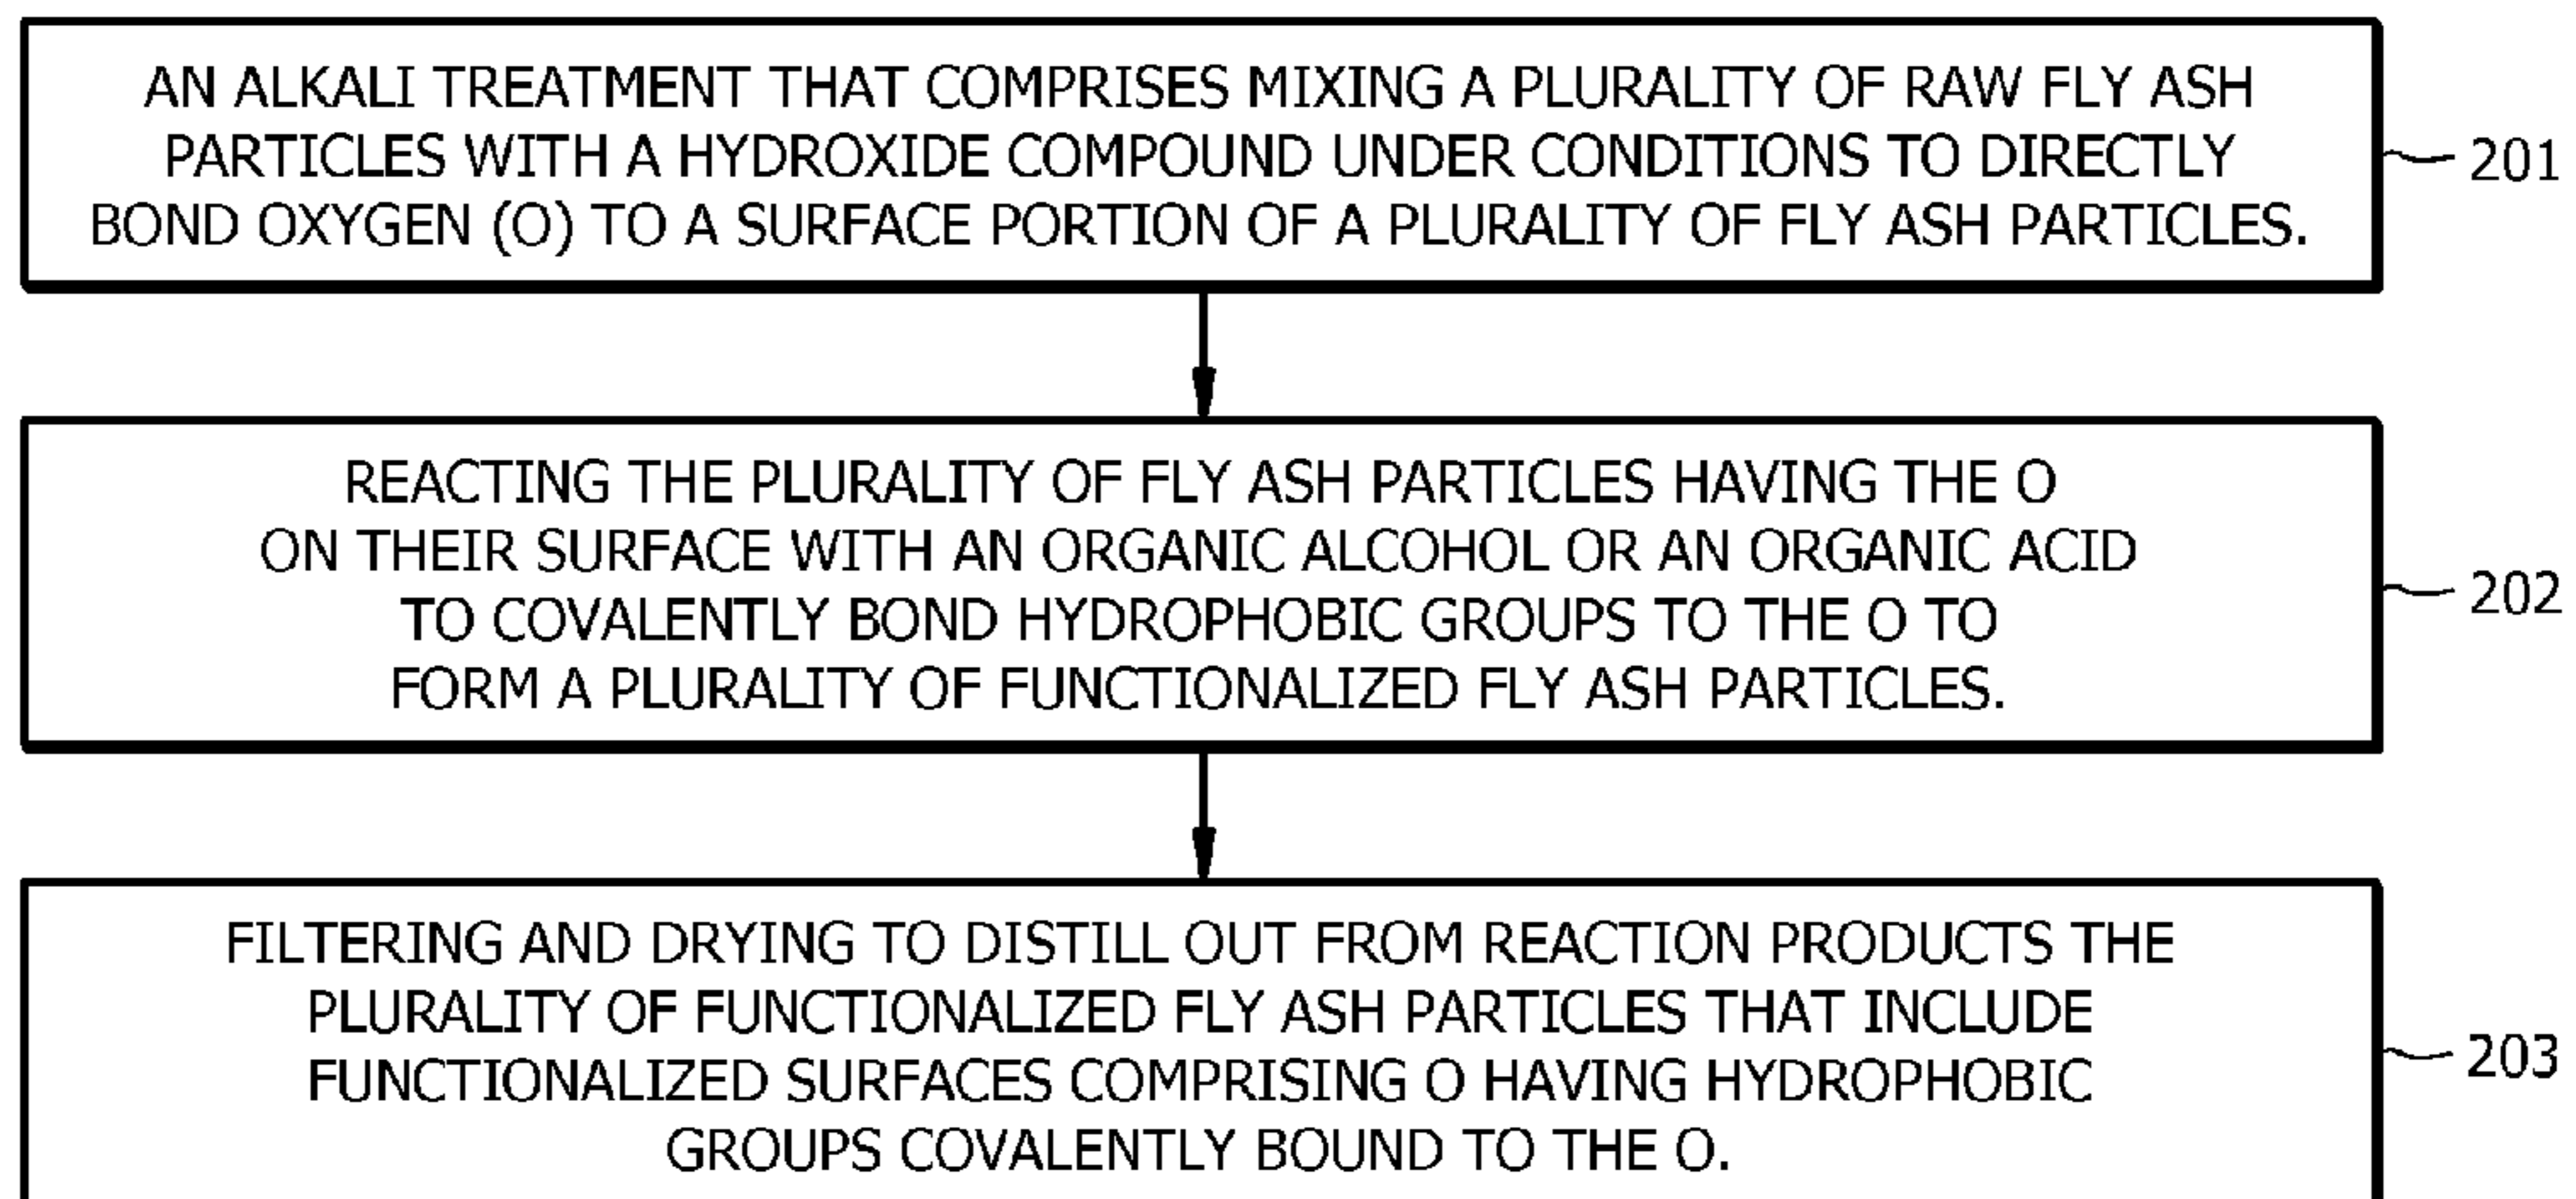 AN ALKALI TREATMENT THAT COMPRISES MIXING A PLURALITY OF RAW FLY ASH
PARTICLES WITH A HYDROXIDE COMPOUND UNDER CONDITIONS TO DIRECTLY
BOND OXYGEN (O) TO A SURFACE PORTION OF A PLURALITY OF FLY ASH PARTICLES.
201
REACTING THE PLURALITY OF FLY ASH PARTICLES HAVING THE O
ON THEIR SURFACE WITH AN ORGANIC ALCOHOL OR AN ORGANIC ACID
TO COVALENTLY BOND HYDROPHOBIC GROUPS TO THE O TO
FORM A PLURALITY OF FUNCTIONALIZED FLY ASH PARTICLES.
202
FILTERING AND DRYING TO DISTILL OUT FROM REACTION PRODUCTS THE
PLURALITY OF FUNCTIONALIZED FLY ASH PARTICLES THAT INCLUDE
FUNCTIONALIZED SURFACES COMPRISING O HAVING HYDROPHOBIC
GROUPS COVALENTLY BOUND TO THE O.
203